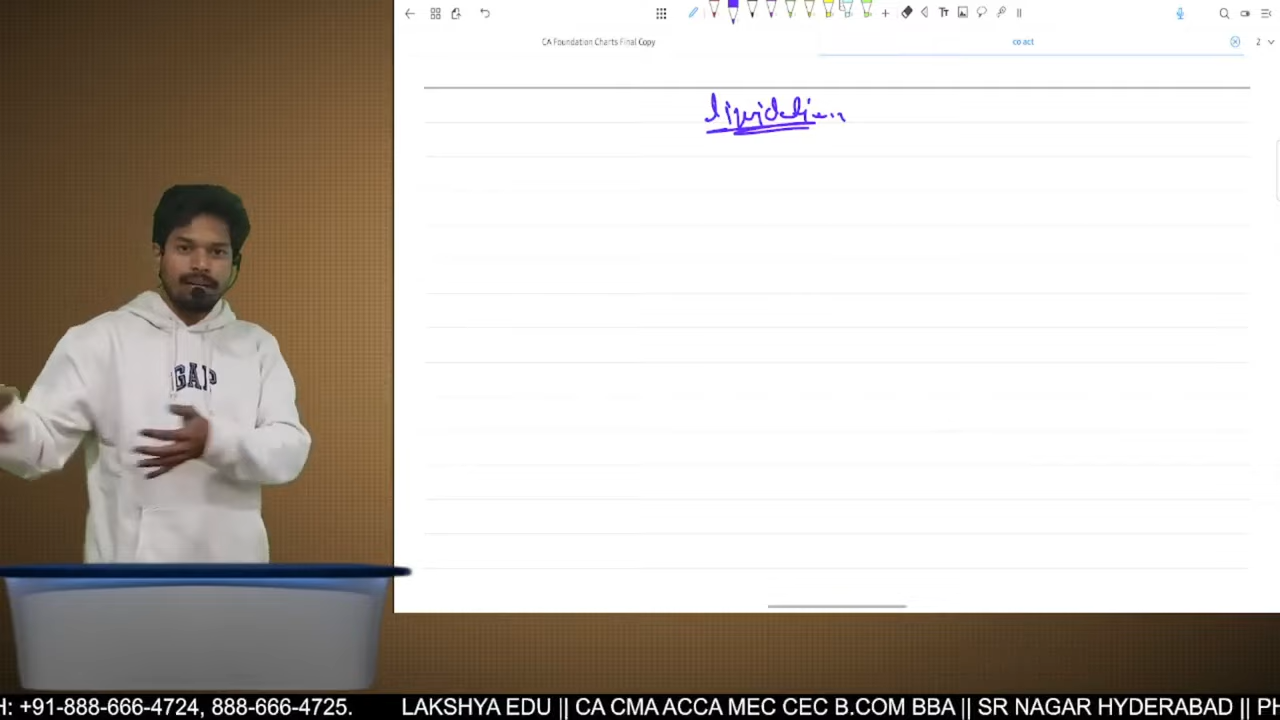 CA Foundation Charts Final Copy
co act
2
liquidation
GAP
H: +91-888-666-4724, 888-666-4725. LAKSHYA EDU || CA CMA ACCA MEC CEC B.COM BBA || SR NAGAR HYDERABAD || PH